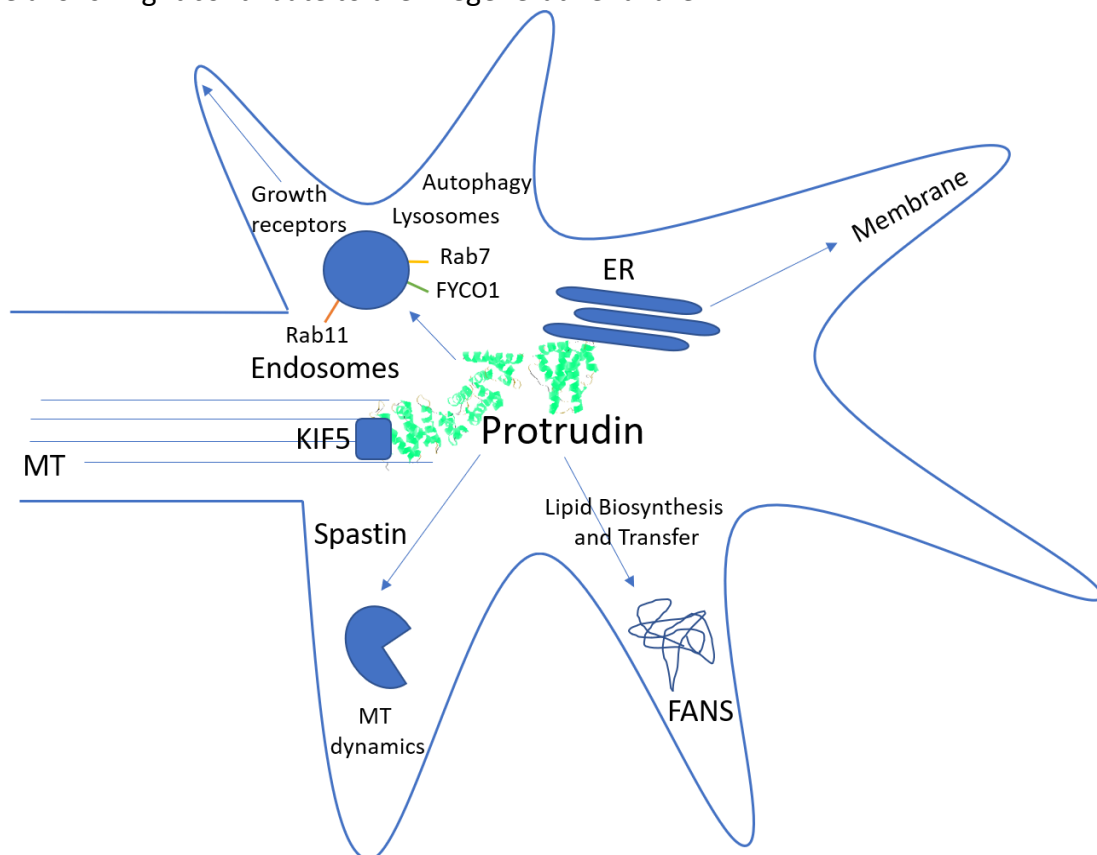 Growth
receptors
Autophagy
Lysosomes
Rab7
FYCO1
Rab11
Endosomes
ER
Membrane
KIF5
MT
Protrudin
Spastin
MT
dynamics
Lipid Biosynthesis
and Transfer
FANS